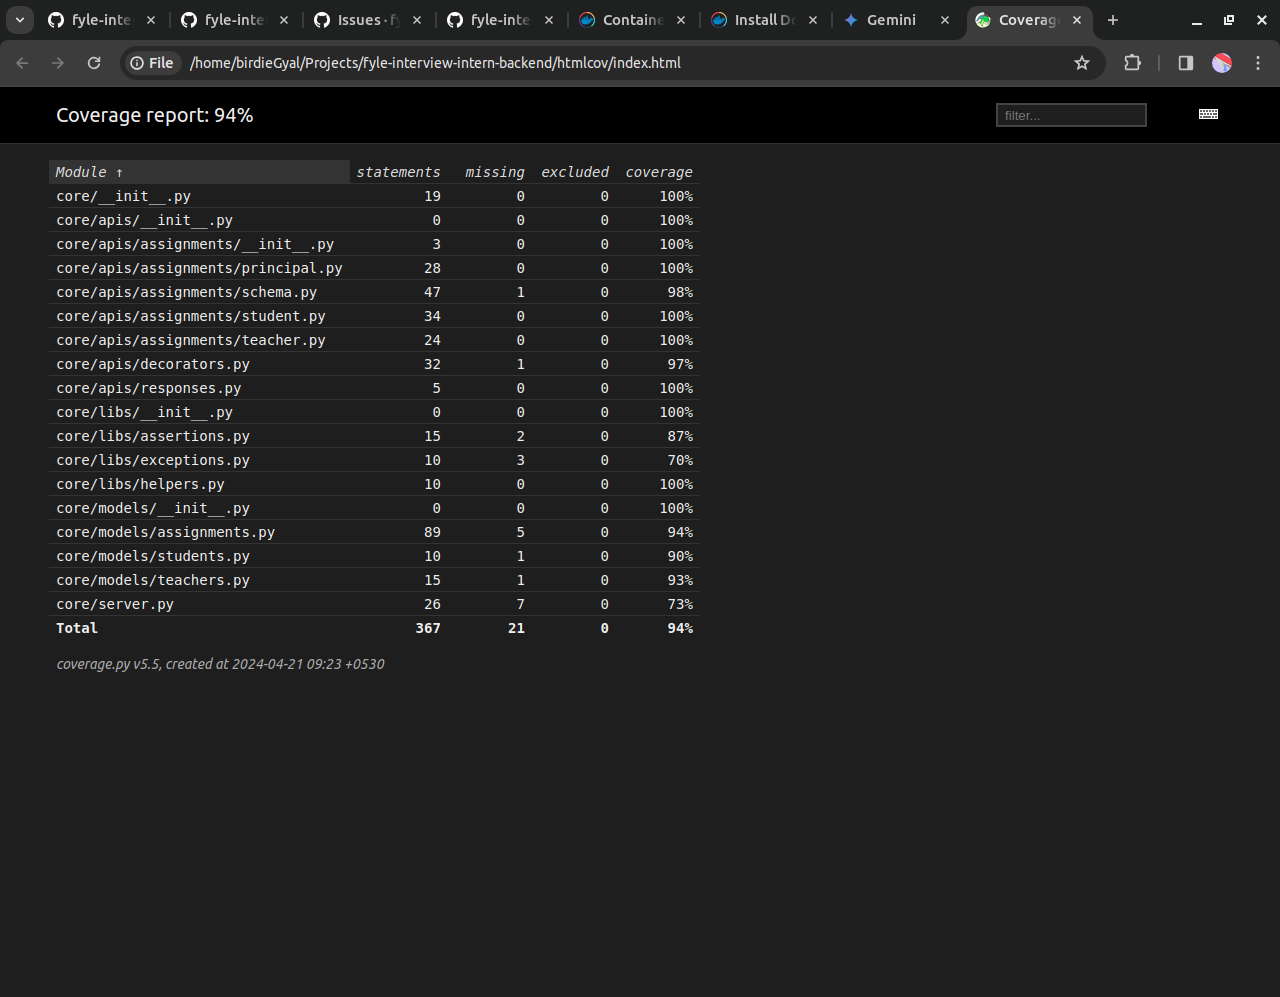 fyle-inte fyle-inte Issues · fy fyle-inte Containe Install Do Gemini Coverag
File /home/birdieGyal/Projects/fyle-interview-intern-backend/htmlcov/index.html
Coverage report: 94% filter...
Module ↑ statements missing excluded coverage
core/__init__.py 19 0 0 100%
core/apis/__init__.py 0 0 0 100%
core/apis/assignments/__init__.py 3 0 0 100%
core/apis/assignments/principal.py 28 0 0 100%
core/apis/assignments/schema.py 47 1 0 98%
core/apis/assignments/student.py 34 0 0 100%
core/apis/assignments/teacher.py 24 0 0 100%
core/apis/decorators.py 32 1 0 97%
core/apis/responses.py 5 0 0 100%
core/libs/__init__.py 0 0 0 100%
core/libs/assertions.py 15 2 0 87%
core/libs/exceptions.py 10 3 0 70%
core/libs/helpers.py 10 0 0 100%
core/models/__init__.py 0 0 0 100%
core/models/assignments.py 89 5 0 94%
core/models/students.py 10 1 0 90%
core/models/teachers.py 15 1 0 93%
core/server.py 26 7 0 73%
Total 367 21 0 94%
coverage.py v5.5, created at 2024-04-21 09:23 +0530